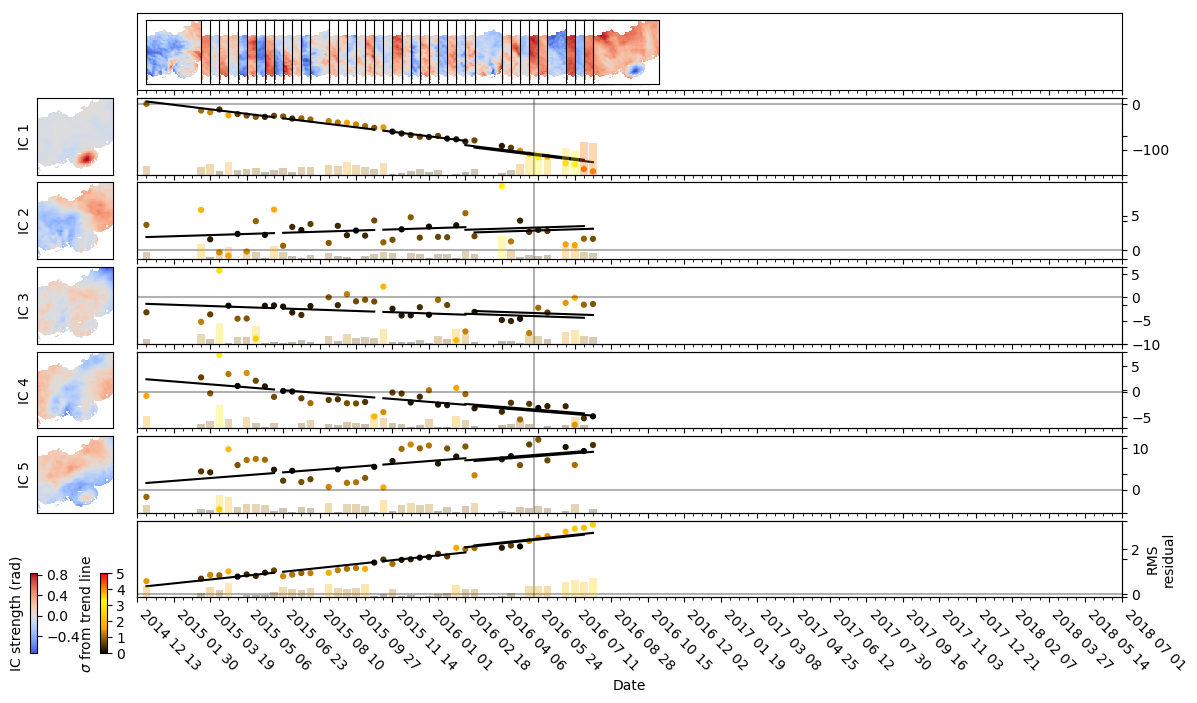 IC 1
0
−100
IC 2
5
0
IC 3
5
0
−5
−10
IC 4
5
0
−5
IC 5
10
0
RMS
residual
2
0
IC strength (rad)
0.8
0.4
0.0
−0.4
σ from trend line
5
4
3
2
1
0
2014 12 13
2015 01 30
2015 03 19
2015 05 06
2015 06 23
2015 08 10
2015 09 27
2015 11 14
2016 01 01
2016 02 18
2016 04 06
2016 05 24
2016 07 11
2016 08 28
2016 10 15
2016 12 02
2017 01 19
2017 03 08
2017 04 25
2017 06 12
2017 07 30
2017 09 16
2017 11 03
2017 12 21
2018 02 07
2018 03 27
2018 05 14
2018 07 01
Date